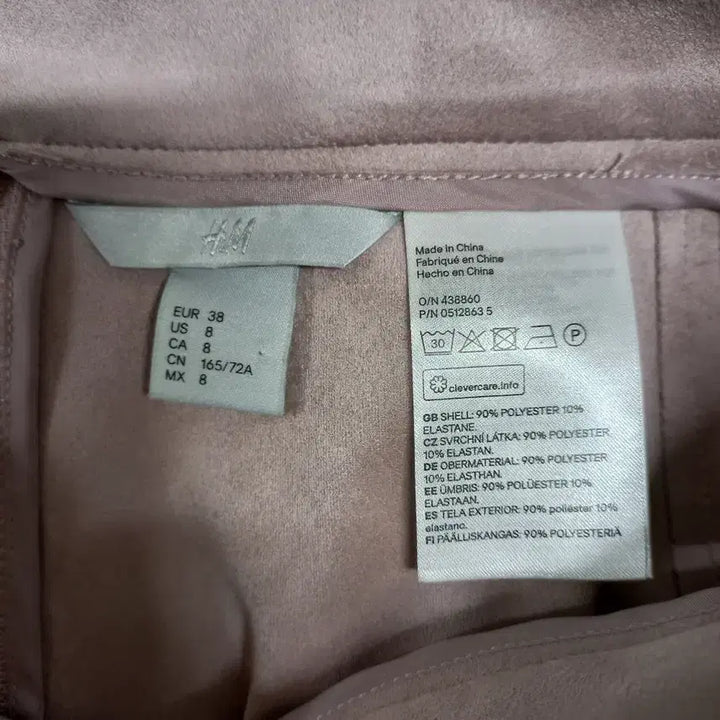 H&M
EUR 38
US 8
CA 8
CN 165/72A
MX 8
Made in China
Fabriqué en Chine
Hecho en China
O/N 438860
P/N 0512863 5
30
P
clevercare.info
GB SHELL: 90% POLYESTER 10%
ELASTANE.
CZ SVRCHNÍ LÁTKA: 90% POLYESTER
10% ELASTAN.
DE OBERMATERIAL: 90% POLYESTER
10% ELASTHAN.
EE ÜMBRIS: 90% POLÜESTER 10%
ELASTAAN.
ES TELA EXTERIOR: 90% poliéster 10%
elastano.
FI PÄÄLLISKANGAS: 90% POLYESTERIÄ